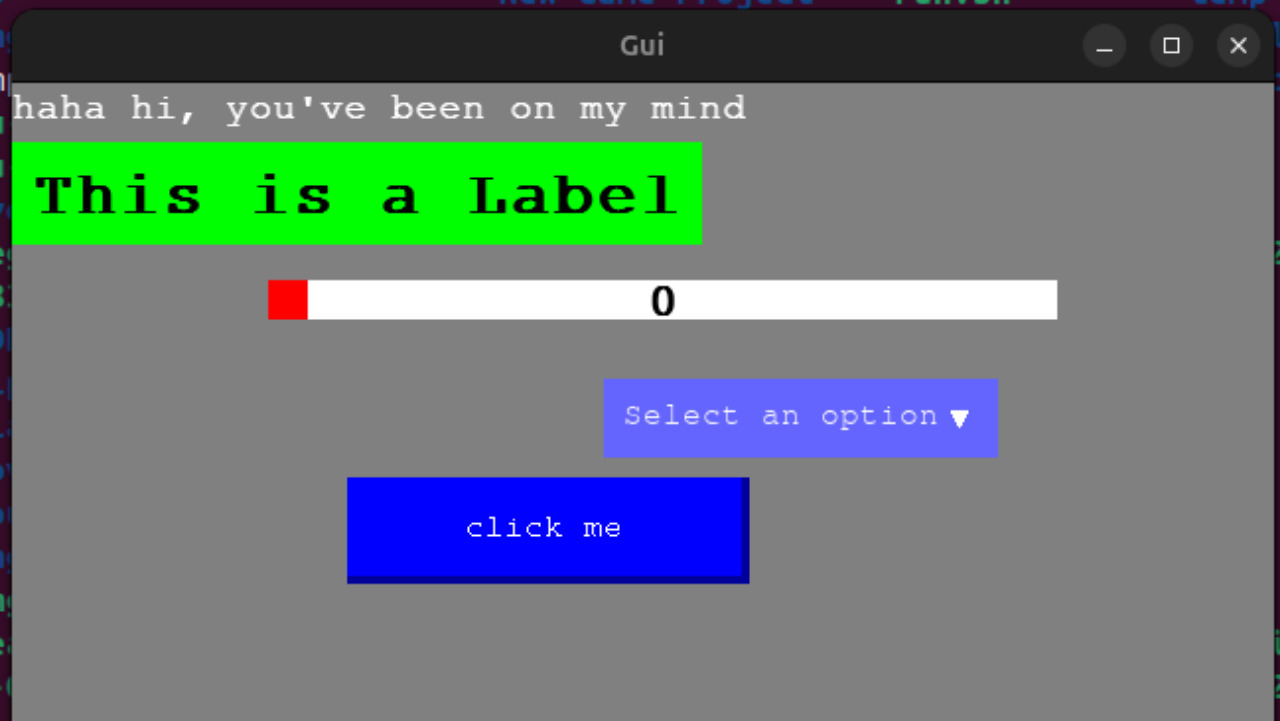 Gui
haha hi, you've been on my mind
This is a Label
0
Select an option
click me